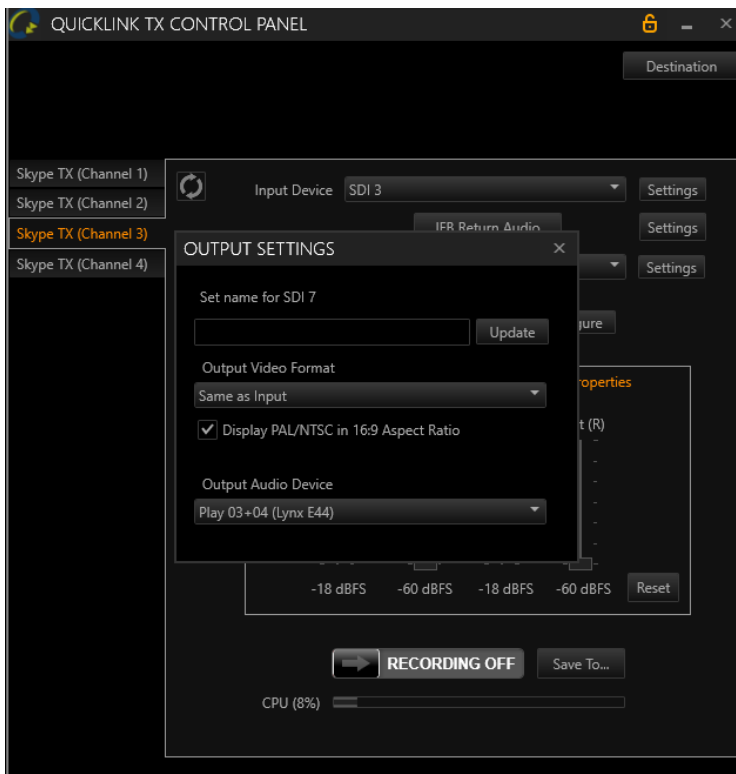 QUICKLINK TX CONTROL PANEL
Destination
Skype TX (Channel 1)
Skype TX (Channel 2)
Skype TX (Channel 3)
Skype TX (Channel 4)
Input Device SDI 3 Settings
IFB Return Audio Settings
Settings
OUTPUT SETTINGS
Set name for SDI 7
Update
Output Video Format
Same as Input
Display PAL/NTSC in 16:9 Aspect Ratio
Output Audio Device
Play 03+04 (Lynx E44)
-18 dBFS -60 dBFS -18 dBFS -60 dBFS Reset
RECORDING OFF Save To...
CPU (8%)